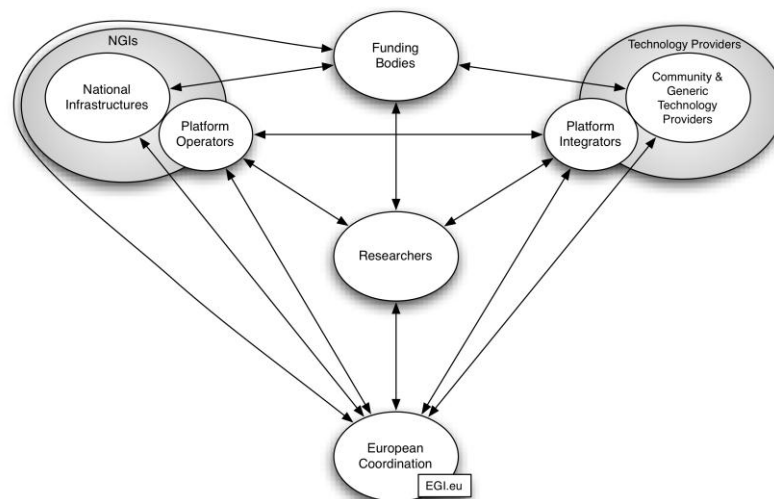 NGIs
Funding
Bodies
Technology Providers
National
Infrastructures
Community &
Generic
Technology
Providers
Platform
Operators
Platform
Integrators
Researchers
European
Coordination
EGI.eu